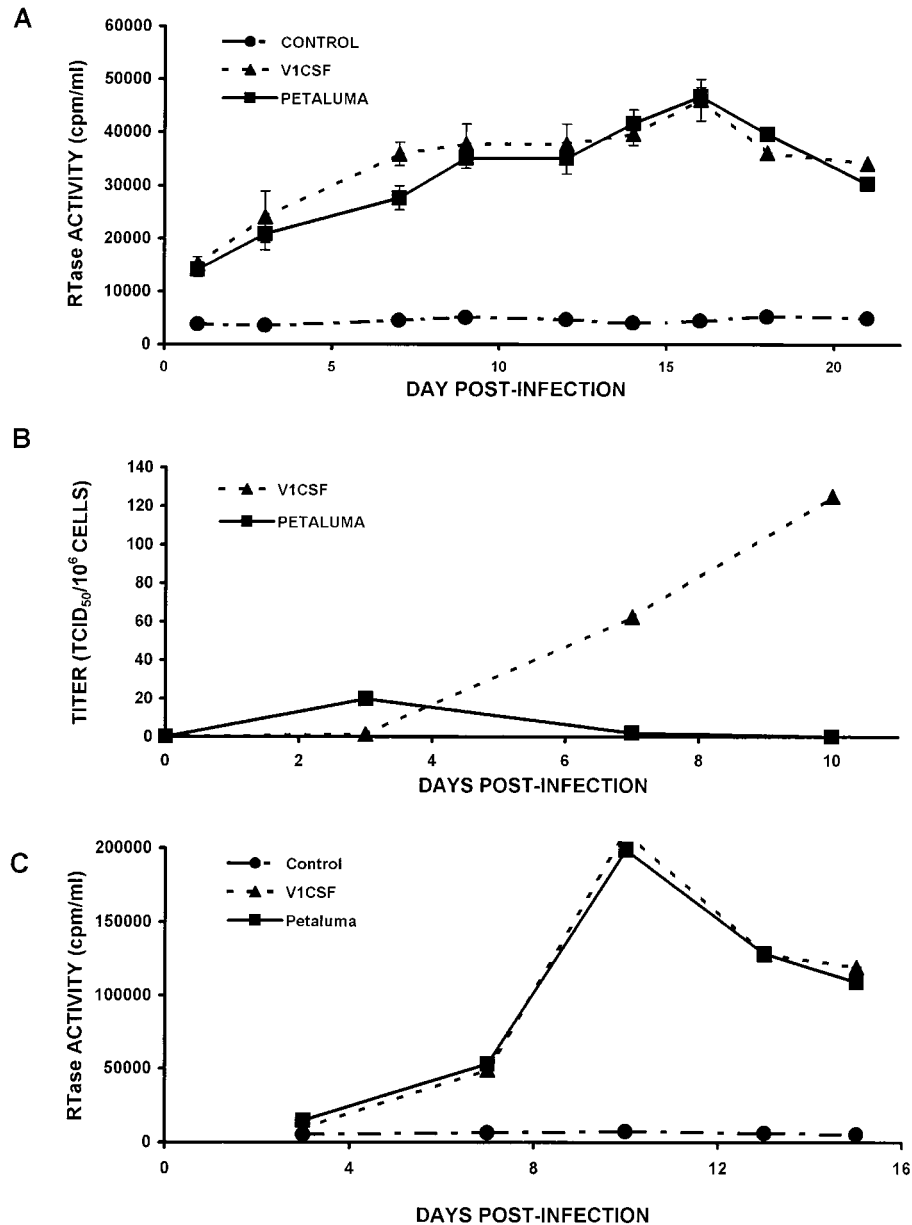 A
60000
50000
40000
30000
20000
10000
0
RTase ACTIVITY (cpm/ml)
CONTROL
V1CSF
PETALUMA
0 5 10 15 20
DAY POST-INFECTION
B
140
120
100
80
60
40
20
0
TITER (TCID50/10⁶ CELLS)
V1CSF
PETALUMA
0 2 4 6 8 10
DAYS POST-INFECTION
C
200000
150000
100000
50000
0
RTase ACTIVITY (cpm/ml)
Control
V1CSF
Petaluma
0 4 8 12 16
DAYS POST-INFECTION